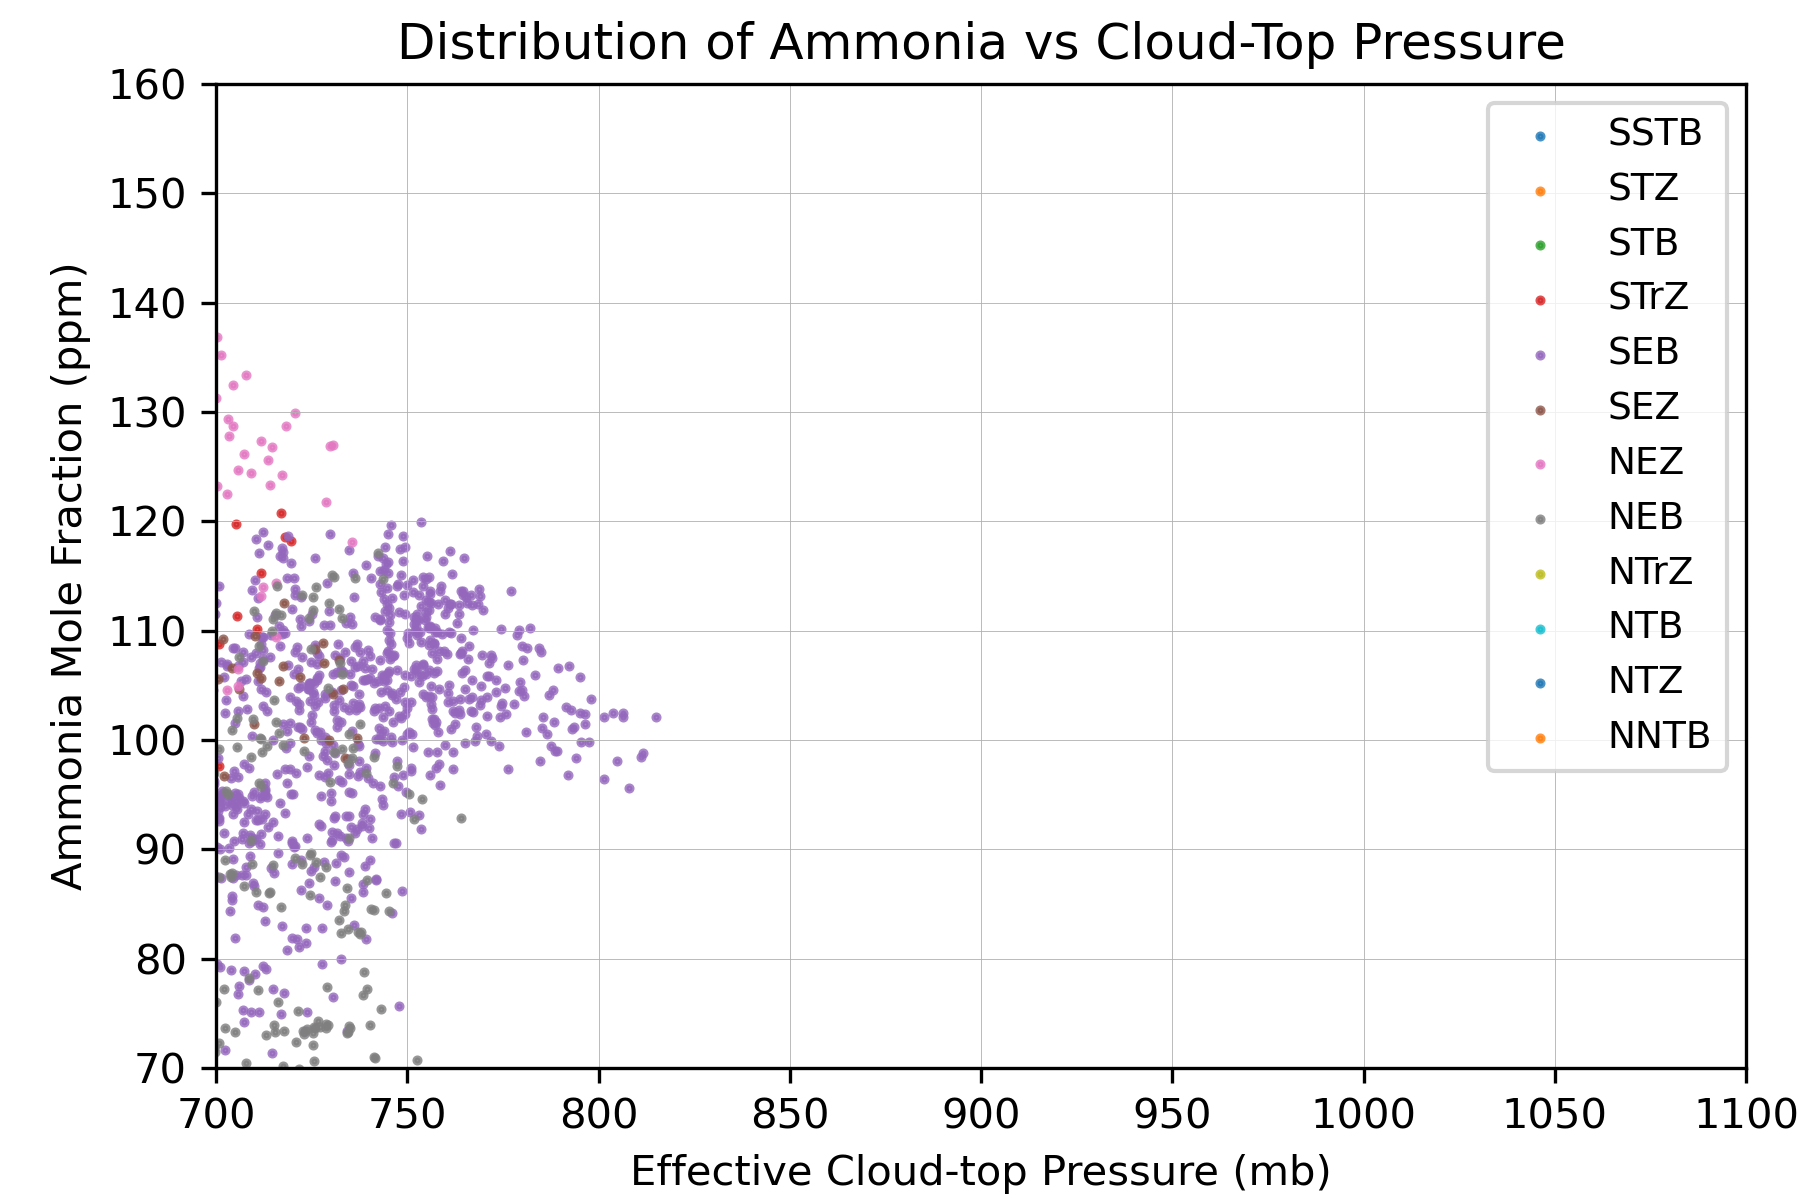 Distribution of Ammonia vs Cloud-Top Pressure
160
150
140
130
120
110
100
90
80
70
Ammonia Mole Fraction (ppm)
SSTB
STZ
STB
STrZ
SEB
SEZ
NEZ
NEB
NTrZ
NTB
NTZ
NNTB
700 750 800 850 900 950 1000 1050 1100
Effective Cloud-top Pressure (mb)